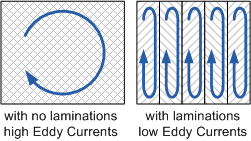 with no laminations
high Eddy Currents
with laminations
low Eddy Currents